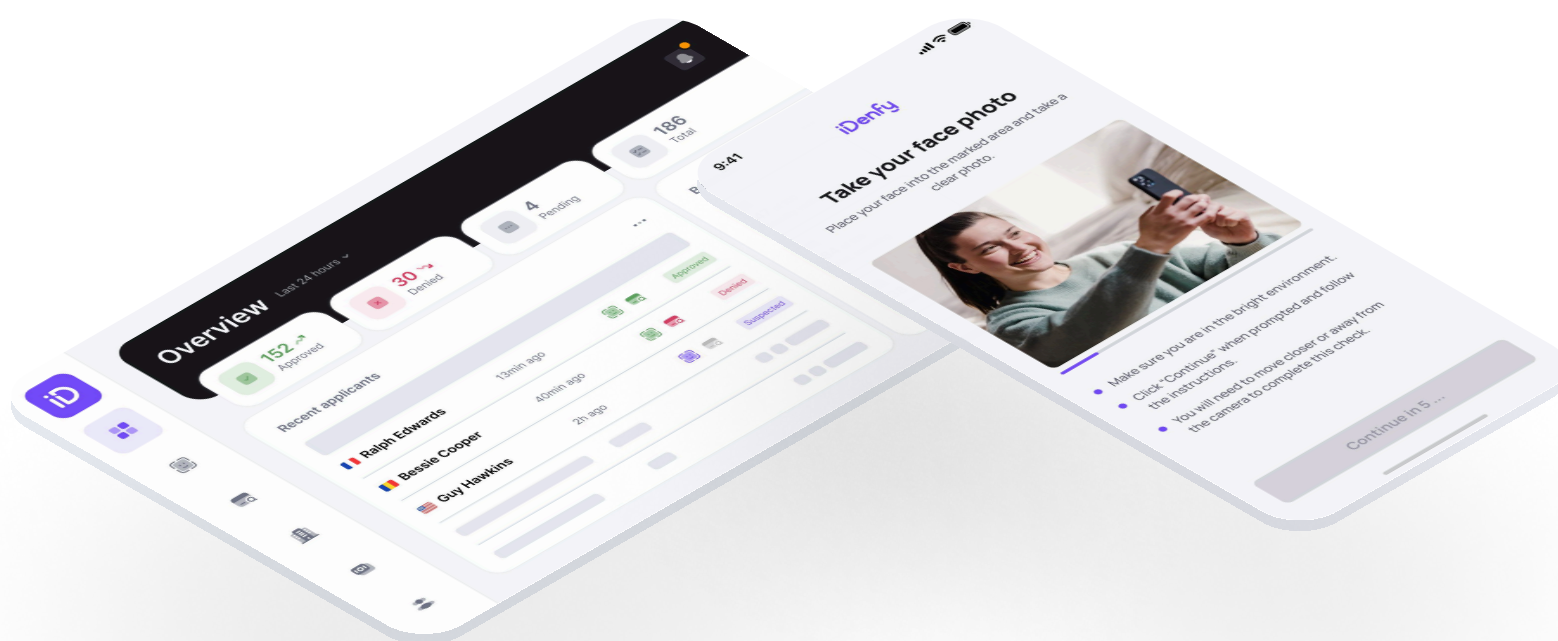 iD
Overview
Last 24 hours
152
Approved
30
Denied
4
Pending
186
Total
Recent applicants
Ralph Edwards
13min ago
Approved
Bessie Cooper
40min ago
Denied
Guy Hawkins
2h ago
Suspected
9:41
iDenfy
Take your face photo
Place your face into the marked area and take a
clear photo.
Make sure you are in the bright environment.
Click "Continue" when prompted and follow
the instructions.
You will need to move closer or away from
the camera to complete this check.
Continue in 5 ...